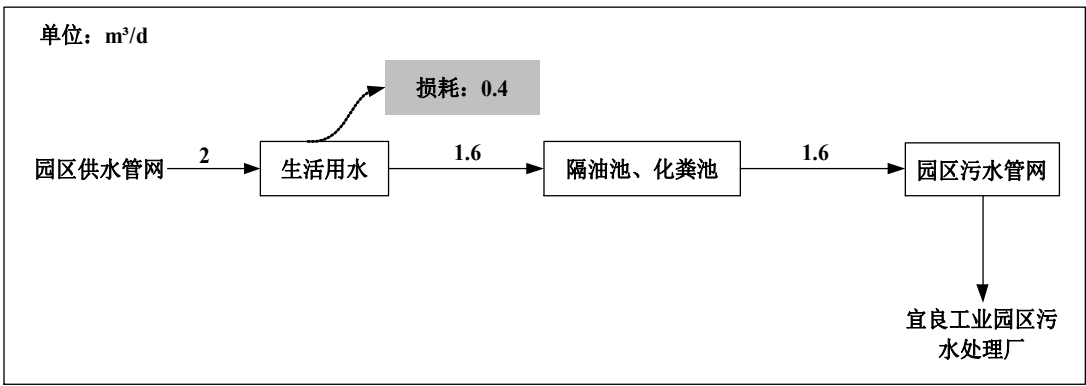 单位：m³/d
损耗：0.4
园区供水管网
2
生活用水
1.6
隔油池、化粪池
1.6
园区污水管网
宜良工业园区污
水处理厂